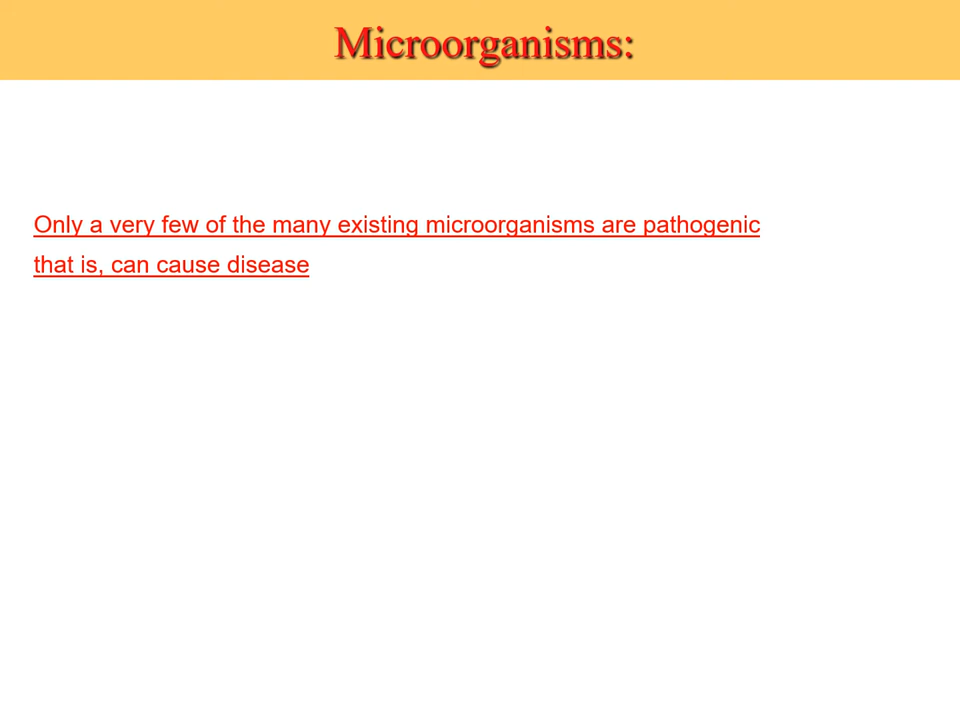 Microorganisms:
Only a very few of the many existing microorganisms are pathogenic
that is, can cause disease